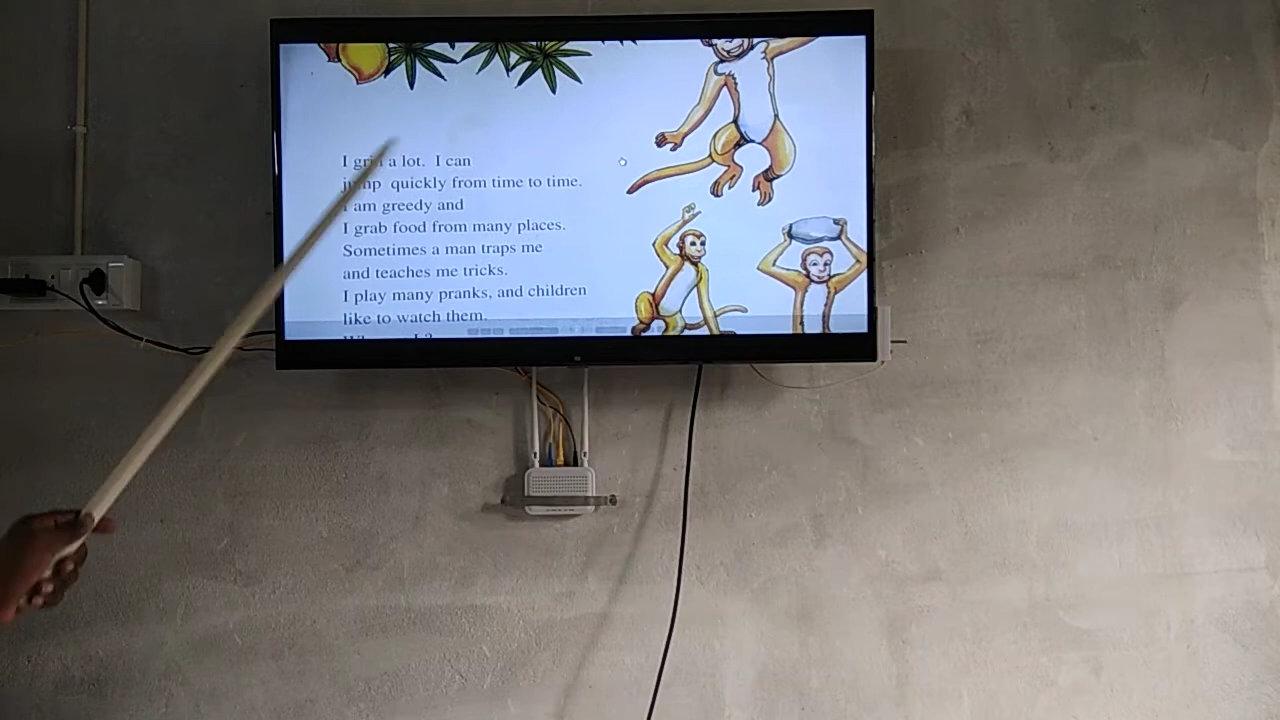 I grin a lot. I can
jump quickly from time to time.
I am greedy and
I grab food from many places.
Sometimes a man traps me
and teaches me tricks.
I play many pranks, and children
like to watch them.